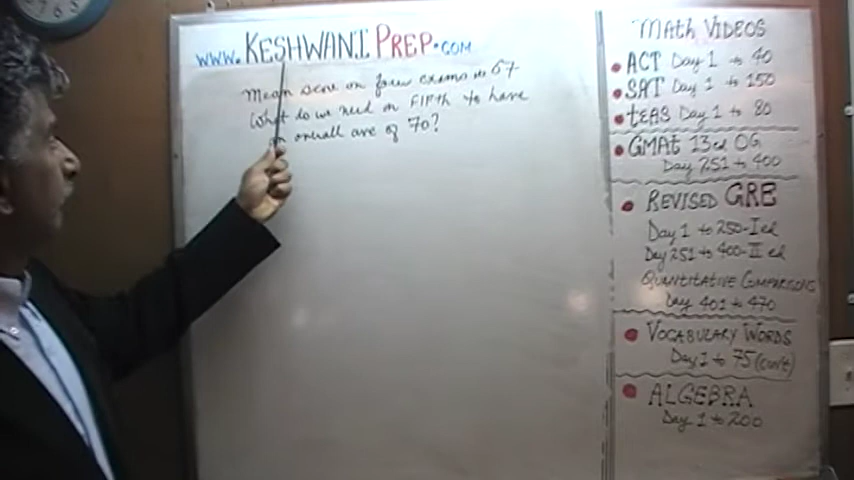 WWW. KESHWANI PREP.COM
Mean score on four exams is 67
What do we need on FIFth to have
an overall ave of 70?
Math VIDEOS
ACT Day 1 to 40
SAT Day 1 to 150
tEAS Day 1 to 80
GMAT 13ed OG
Day 251 to 400
REVISED GRE
Day 1 to 250-I ed
Day 251 to 400-II ed
QUANTITATIVE COMPARISONS
Day 401 to 470
VOCABULARY WORDS
Day 1 to 75 (con't)
ALGEBRA
Day 1 to 200